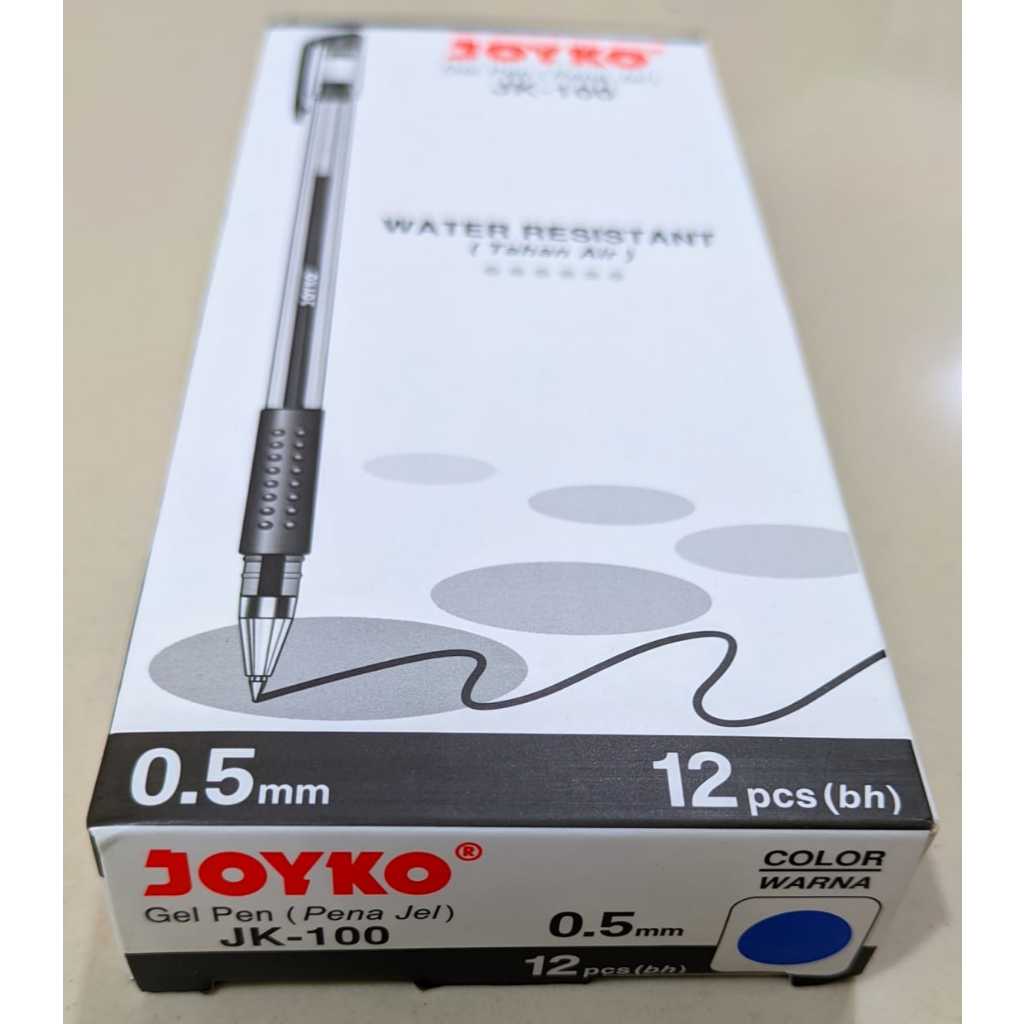 JOYKO
Gel Pen (Pena Jel)
JK-100
WATER RESISTANT
(Tahan Air)
JOYKO
0.5mm
12 pcs (bh)
JOYKO®
Gel Pen (Pena Jel)
JK-100
0.5mm
12 pcs (bh)
COLOR
WARNA